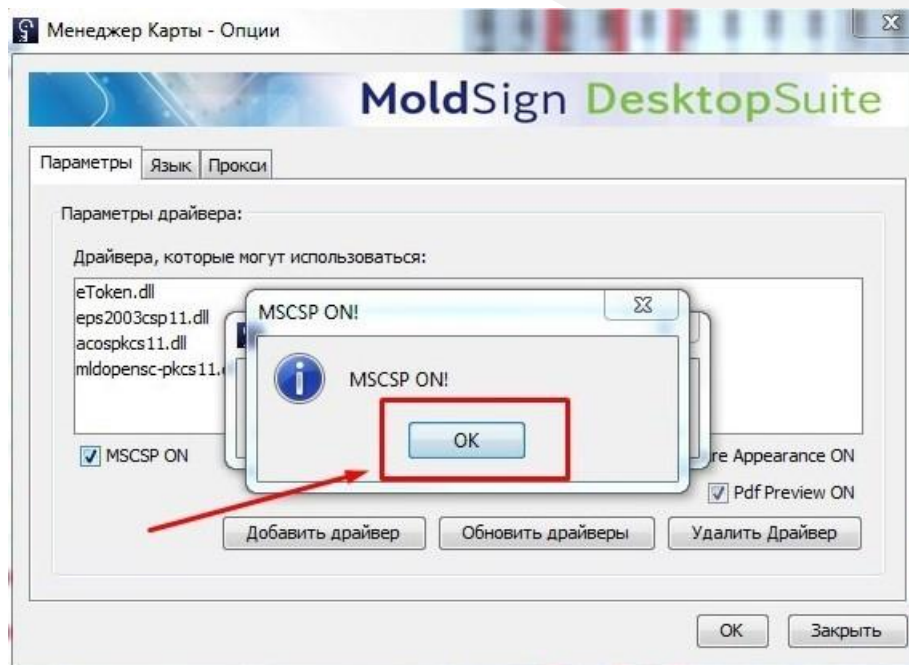 Менеджер Карты - Опции
MoldSign DesktopSuite
Параметры Язык Прокси
Параметры драйвера:
Драйвера, которые могут использоваться:
eToken.dll
eps2003csp11.dll
acospkcs11.dll
mldopensc-pkcs11.
MSCSP ON!
MSCSP ON!
OK
MSCSP ON
re Appearance ON
Pdf Preview ON
Добавить драйвер Обновить драйверы Удалить Драйвер
OK Закрыть